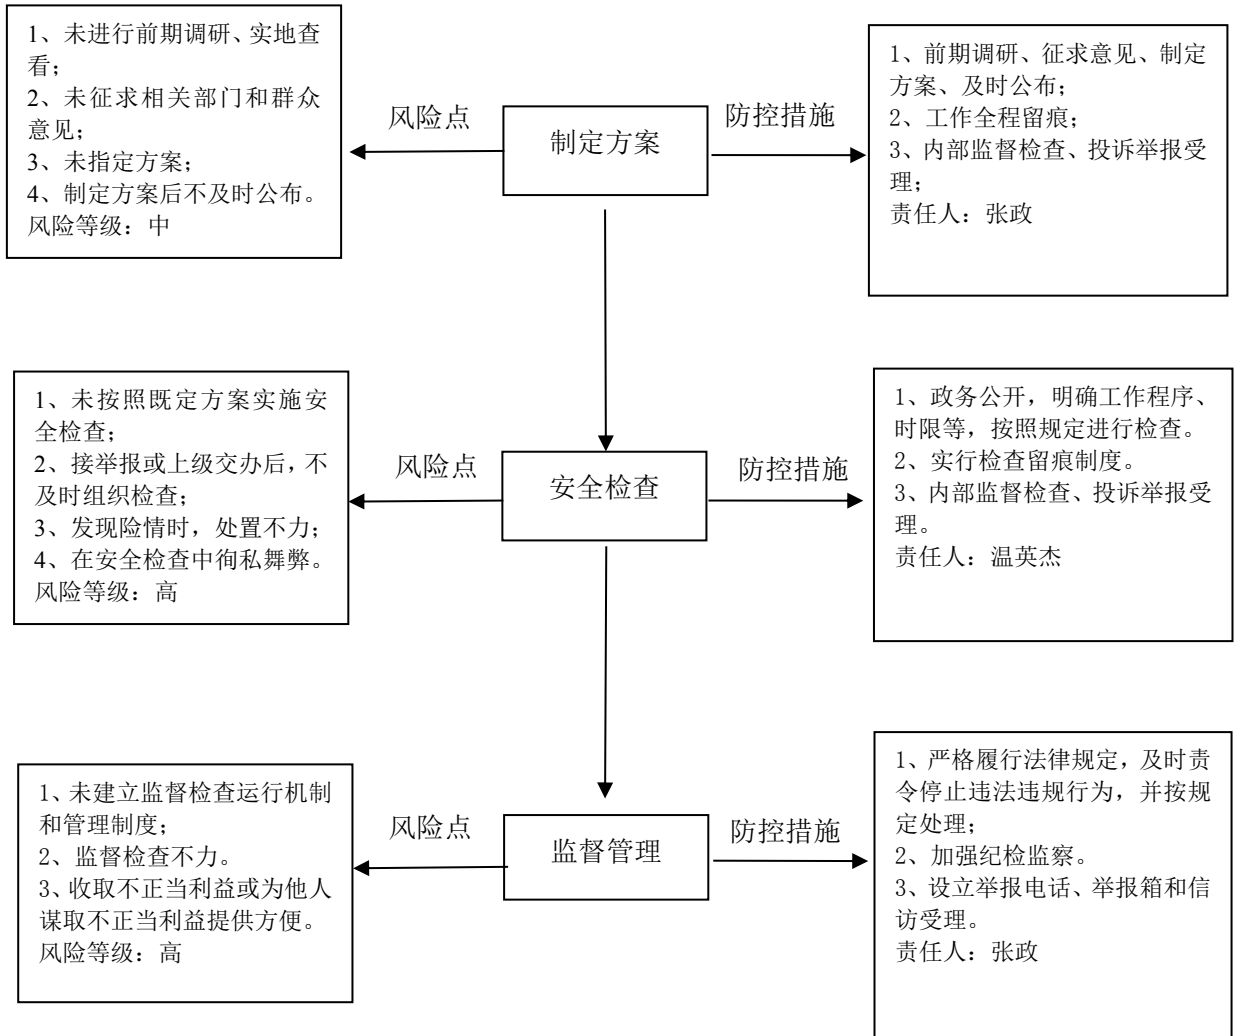 1、未进行前期调研、实地查
看；
2、未征求相关部门和群众
意见；
3、未指定方案；
4、制定方案后不及时公布。
风险等级：中
风险点
制定方案
防控措施
1、前期调研、征求意见、制定
方案、及时公布；
2、工作全程留痕；
3、内部监督检查、投诉举报受
理；
责任人：张政
1、未按照既定方案实施安
全检查；
2、接举报或上级交办后，不
及时组织检查；
3、发现险情时，处置不力；
4、在安全检查中徇私舞弊。
风险等级：高
风险点
安全检查
防控措施
1、政务公开，明确工作程序、
时限等，按照规定进行检查。
2、实行检查留痕制度。
3、内部监督检查、投诉举报受
理。
责任人：温英杰
1、未建立监督检查运行机制
和管理制度；
2、监督检查不力。
3、收取不正当利益或为他人
谋取不正当利益提供方便。
风险等级：高
风险点
监督管理
防控措施
1、严格履行法律规定，及时责
令停止违法违规行为，并按规
定处理；
2、加强纪检监察。
3、设立举报电话、举报箱和信
访受理。
责任人：张政